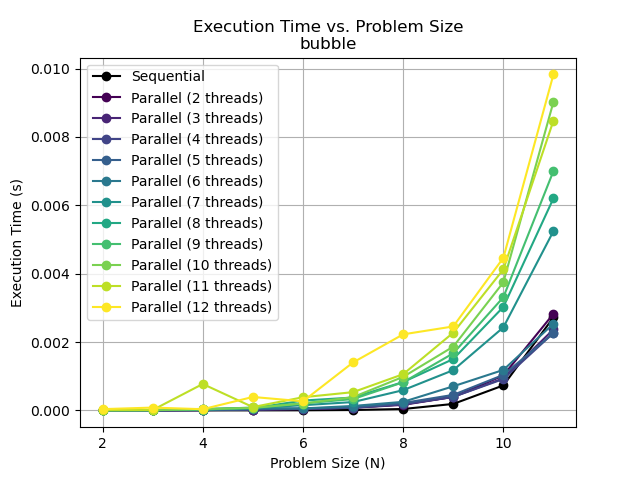 Execution Time vs. Problem Size
bubble
0.010
0.008
0.006
0.004
0.002
0.000
Execution Time (s)
Sequential
Parallel (2 threads)
Parallel (3 threads)
Parallel (4 threads)
Parallel (5 threads)
Parallel (6 threads)
Parallel (7 threads)
Parallel (8 threads)
Parallel (9 threads)
Parallel (10 threads)
Parallel (11 threads)
Parallel (12 threads)
2 4 6 8 10
Problem Size (N)